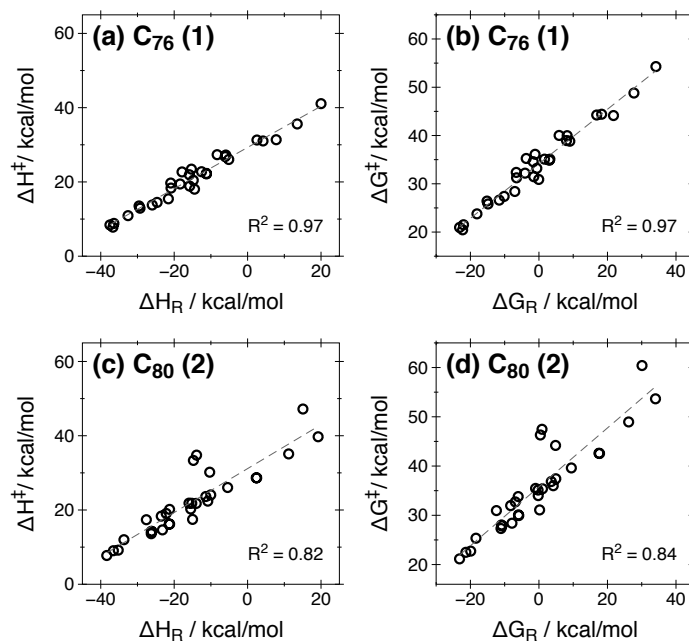 (a) C76 (1)
60
40
20
0
ΔH‡/ kcal/mol
R² = 0.97
−40 −20 0 20
ΔHR / kcal/mol
(b) C76 (1)
60
50
40
30
20
ΔG‡/ kcal/mol
R² = 0.97
−20 0 20 40
ΔGR / kcal/mol
(c) C80 (2)
60
40
20
0
ΔH‡/ kcal/mol
R² = 0.82
−40 −20 0 20
ΔHR / kcal/mol
(d) C80 (2)
60
50
40
30
20
ΔG‡/ kcal/mol
R² = 0.84
−20 0 20 40
ΔGR / kcal/mol